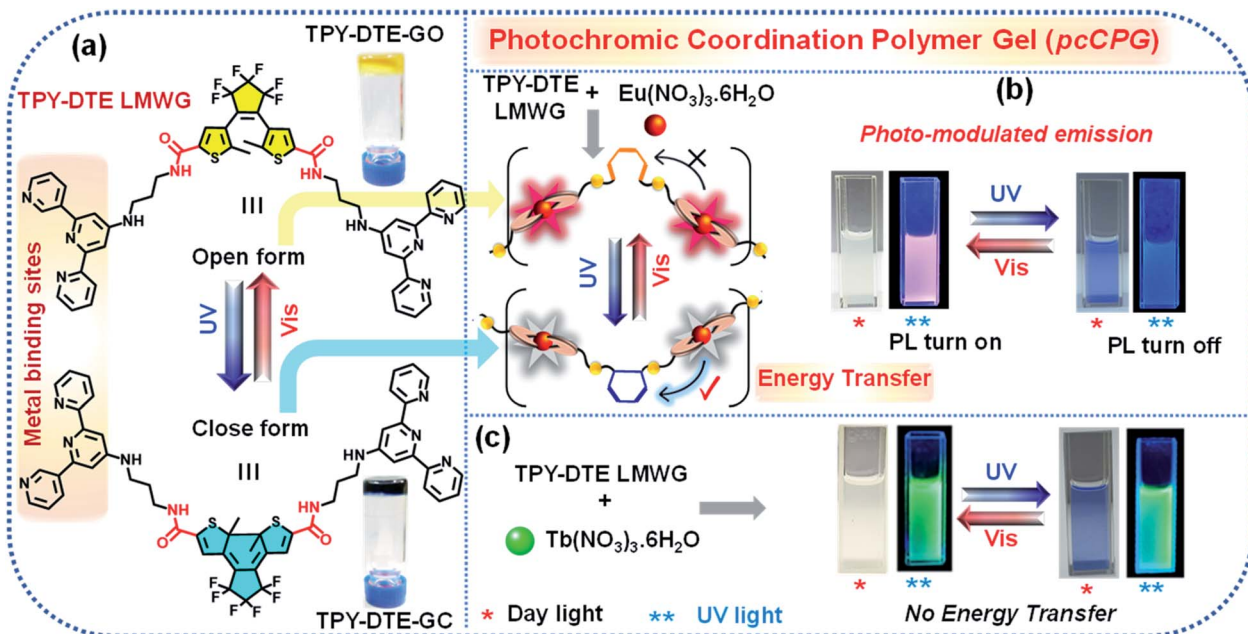 (a)
TPY-DTE-GO
TPY-DTE LMWG
F F F F F F
S S
O O
NH HN
N
NH
HN
N
N
N
N
N
III
Open form
UV
Vis
Metal binding sites
Close form
III
N
N
N
N
N
N
NH
HN
NH HN
O O
S S
F F F F F F
TPY-DTE-GC
Photochromic Coordination Polymer Gel (pcCPG)
TPY-DTE + Eu(NO₃)₃.6H₂O
LMWG
UV
Vis
Energy Transfer
(b)
Photo-modulated emission
UV
Vis
* ** * **
PL turn on PL turn off
(c)
TPY-DTE LMWG
+
Tb(NO₃)₃.6H₂O
UV
Vis
* ** * **
* Day light ** UV light No Energy Transfer